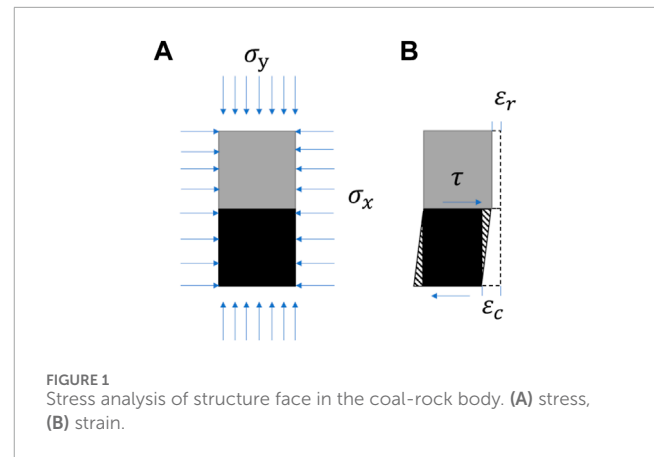 A
B
σy
εr
τ
σx
εc
FIGURE 1
Stress analysis of structure face in the coal-rock body. (A) stress,
(B) strain.